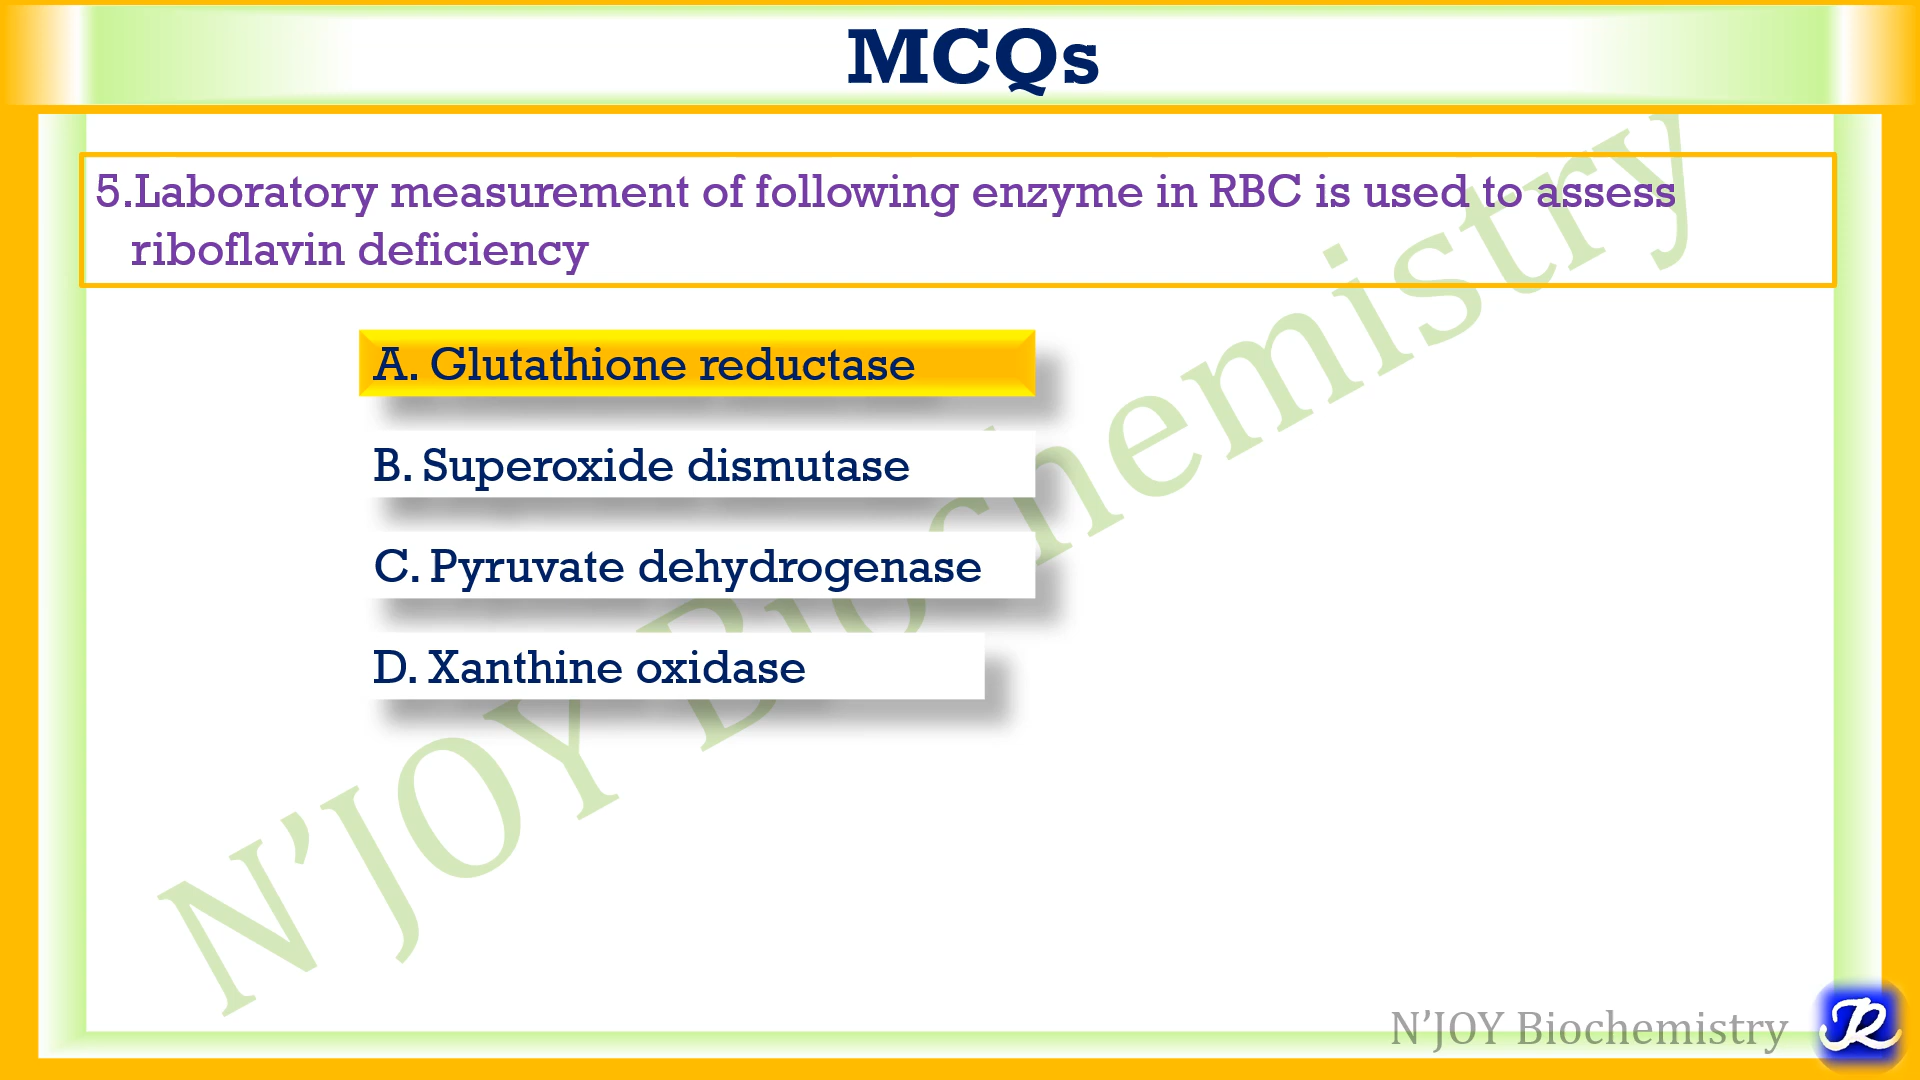 MCQs
5.Laboratory measurement of following enzyme in RBC is used to assess
riboflavin deficiency
A. Glutathione reductase
B. Superoxide dismutase
C. Pyruvate dehydrogenase
D. Xanthine oxidase
N'JOY Biochemistry
N'JOY Biochemistry
R